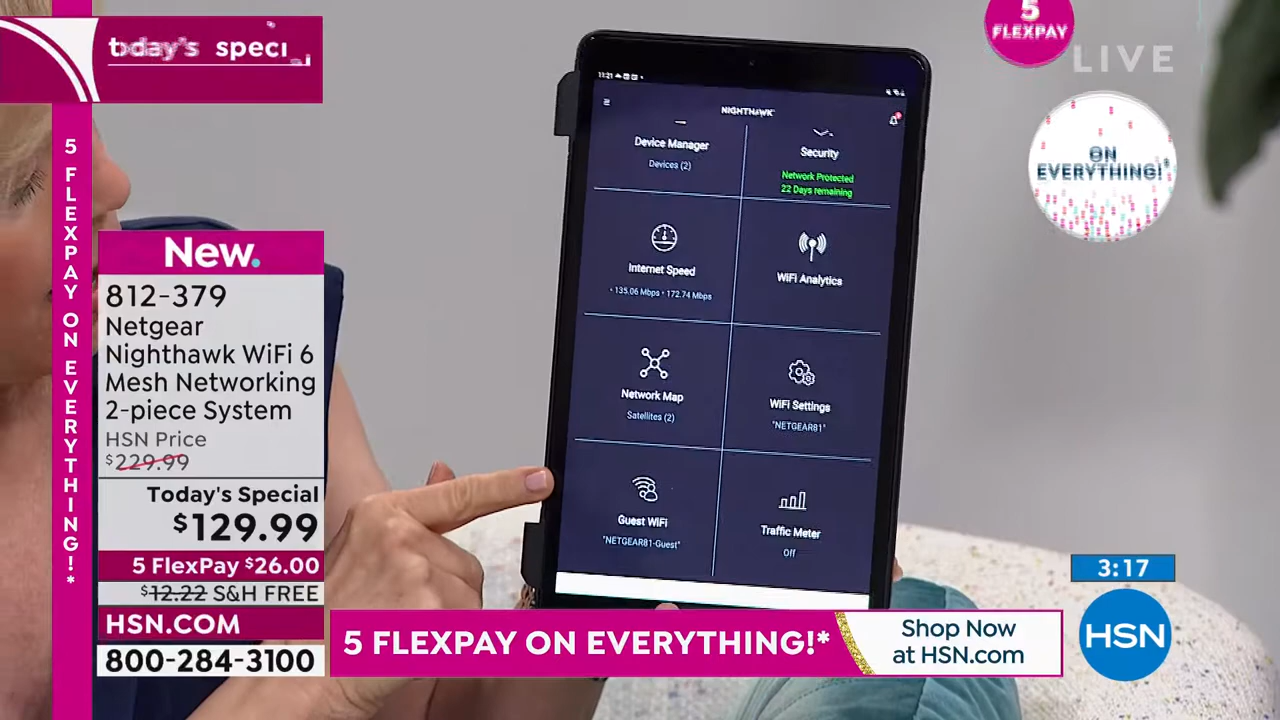 today's special
5
FLEXPAY
LIVE
ON
EVERYTHING!*
5 FLEXPAY ON EVERYTHING!*
New.
812-379
Netgear
Nighthawk WiFi 6
Mesh Networking
2-piece System
HSN Price
$229.99
Today's Special
$129.99
5 FlexPay $26.00
$12.22 S&H FREE
HSN.COM
800-284-3100
11:21
NIGHTHAWK
Device Manager
Devices (2)
Security
Network Protected
22 Days remaining
Internet Speed
• 135.06 Mbps • 172.74 Mbps
WiFi Analytics
Network Map
Satellites (2)
WiFi Settings
"NETGEAR81"
Guest WiFi
"NETGEAR81-Guest"
Traffic Meter
Off
3:17
5 FLEXPAY ON EVERYTHING!*
Shop Now
at HSN.com
HSN